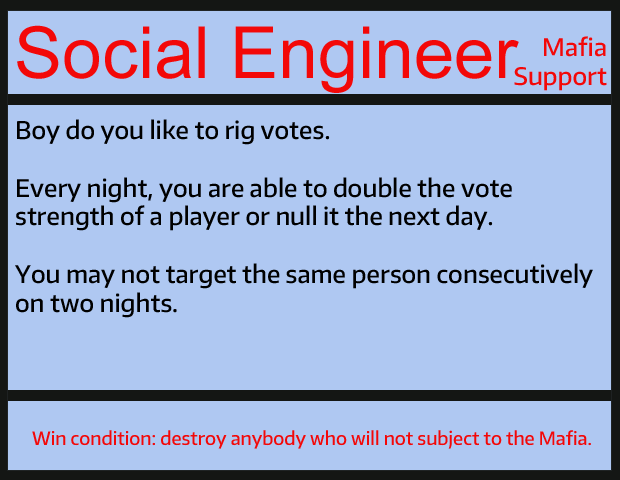 Social Engineer
Mafia
Support
Boy do you like to rig votes.
Every night, you are able to double the vote
strength of a player or null it the next day.
You may not target the same person consecutively
on two nights.
Win condition: destroy anybody who will not subject to the Mafia.